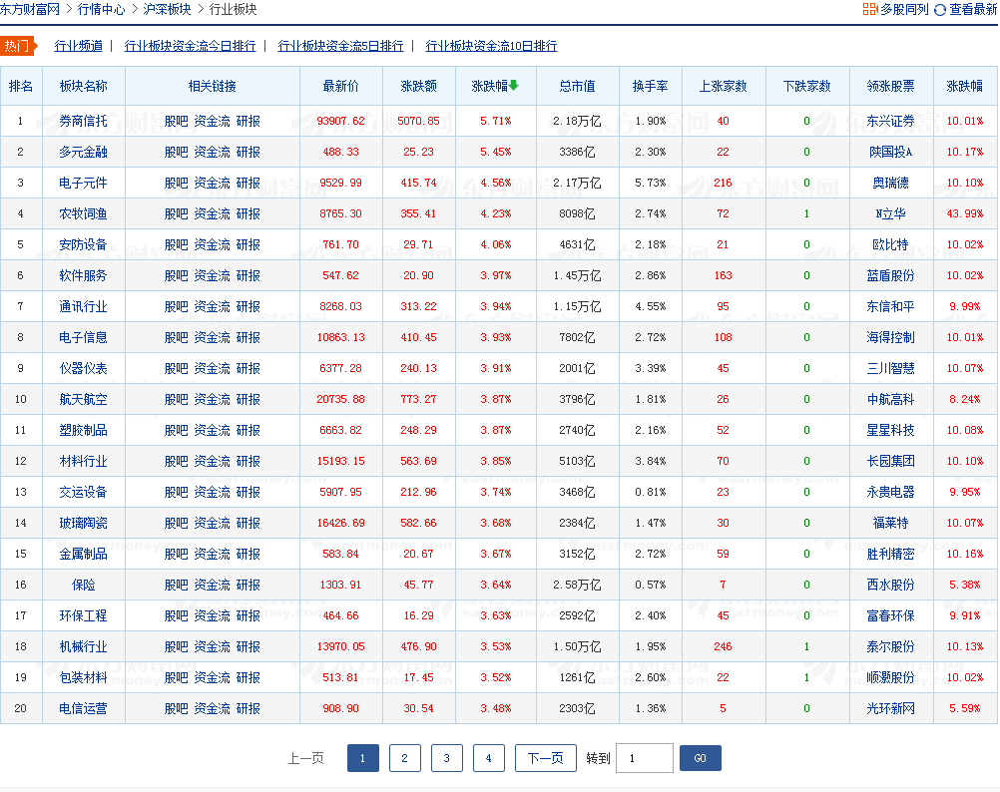 东方财富网 > 行情中心 > 沪深板块 > 行业板块 多股同列 查看最新
热门 行业频道 | 行业板块资金流今日排行 | 行业板块资金流5日排行 | 行业板块资金流10日排行
排名 板块名称 相关链接 最新价 涨跌额 涨跌幅 总市值 换手率 上涨家数 下跌家数 领涨股票 涨跌幅
1 券商信托 股吧 资金流 研报 93907.62 5070.85 5.71% 2.18万亿 1.90% 40 0 东兴证券 10.01%
2 多元金融 股吧 资金流 研报 488.33 25.23 5.45% 3386亿 2.30% 22 0 陕国投A 10.17%
3 电子元件 股吧 资金流 研报 9529.99 415.74 4.56% 2.17万亿 5.73% 216 0 奥瑞德 10.10%
4 农牧饲渔 股吧 资金流 研报 8765.30 355.41 4.23% 8098亿 2.74% 72 1 N立华 43.99%
5 安防设备 股吧 资金流 研报 761.70 29.71 4.06% 4631亿 2.18% 21 0 欧比特 10.02%
6 软件服务 股吧 资金流 研报 547.62 20.90 3.97% 1.45万亿 2.86% 163 0 蓝盾股份 10.02%
7 通讯行业 股吧 资金流 研报 8268.03 313.22 3.94% 1.15万亿 4.55% 95 0 东信和平 9.99%
8 电子信息 股吧 资金流 研报 10863.13 410.45 3.93% 7802亿 2.72% 108 0 海得控制 10.01%
9 仪器仪表 股吧 资金流 研报 6377.28 240.13 3.91% 2001亿 3.39% 45 0 三川智慧 10.07%
10 航天航空 股吧 资金流 研报 20735.88 773.27 3.87% 3796亿 1.81% 26 0 中航高科 8.24%
11 塑胶制品 股吧 资金流 研报 6663.82 248.29 3.87% 2740亿 2.16% 52 0 星星科技 10.08%
12 材料行业 股吧 资金流 研报 15193.15 563.69 3.85% 5103亿 3.84% 70 0 长园集团 10.10%
13 交运设备 股吧 资金流 研报 5907.95 212.96 3.74% 3468亿 0.81% 23 0 永贵电器 9.95%
14 玻璃陶瓷 股吧 资金流 研报 16426.69 582.66 3.68% 2384亿 1.47% 30 0 福莱特 10.07%
15 金属制品 股吧 资金流 研报 583.84 20.67 3.67% 3152亿 2.72% 59 0 胜利精密 10.16%
16 保险 股吧 资金流 研报 1303.91 45.77 3.64% 2.58万亿 0.57% 7 0 西水股份 5.38%
17 环保工程 股吧 资金流 研报 464.66 16.29 3.63% 2592亿 2.40% 45 0 富春环保 9.91%
18 机械行业 股吧 资金流 研报 13970.05 476.90 3.53% 1.50万亿 1.95% 246 1 泰尔股份 10.13%
19 包装材料 股吧 资金流 研报 513.81 17.45 3.52% 1261亿 2.60% 22 1 顺灏股份 10.02%
20 电信运营 股吧 资金流 研报 908.90 30.54 3.48% 2303亿 1.36% 5 0 光环新网 5.59%
上一页 1 2 3 4 下一页 转到 1 GO